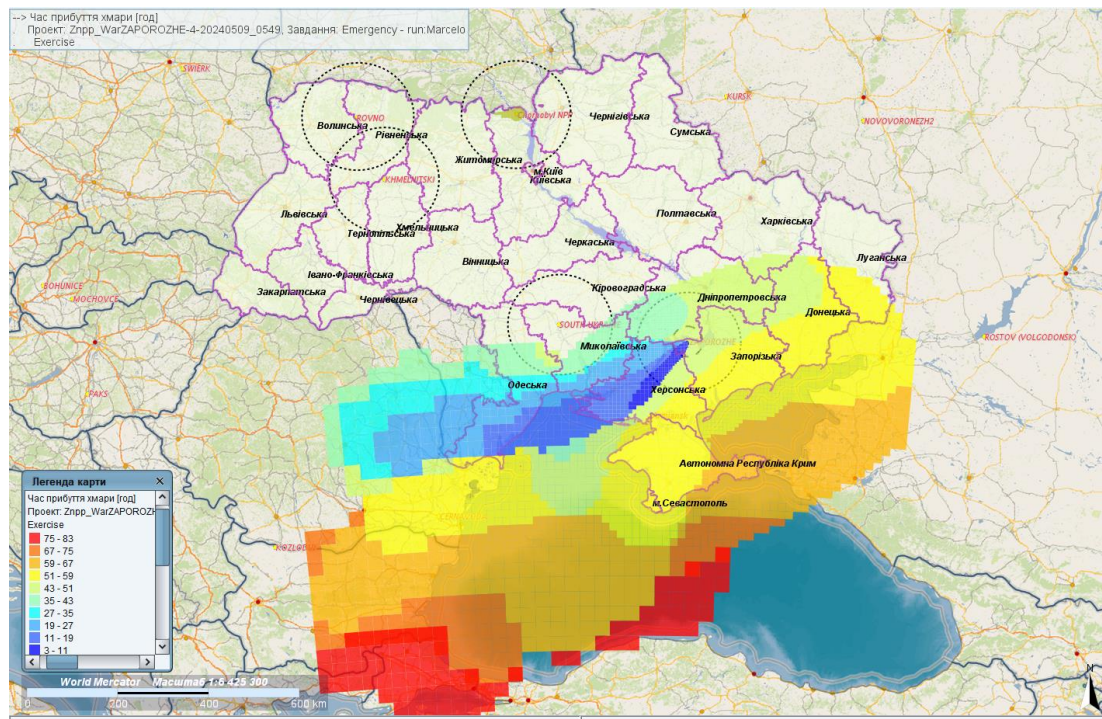 --> Час прибуття хмари [год]
Проект: Znpp_WarZAPOROZHE-4-20240509_0549, Завдання: Emergency - run:Marcelo
Exercise
SWIERK
KURSK
NOVOVORONEZH2
Chornobyl NPP
Чернігівська
ROVNO
Волинська
Рівненська
Сумська
Житомирська
м.Київ
Київська
KHMELNITSKI
Львівська
Полтавська
Харківська
Хмельницька
Тернопільська
Черкаська
Вінницька
Луганська
Івано-Франківська
BOHUNICE
Закарпатська
Кіровоградська
MOCHOVCE
Чернівецька
Дніпропетровська
Донецька
SOUTH UKR
ROSTOV (VOLGODONSK)
Миколаївська
Запорізька
Одеська
Херсонська
PAKS
Автономна Республіка Крим
м.Севастополь
Легенда карти
×
Час прибуття хмари [год]
Проект: Znpp_WarZAPOROZH
Exercise
75 - 83
67 - 75
59 - 67
51 - 59
43 - 51
35 - 43
27 - 35
19 - 27
11 - 19
3 - 11
World Mercator Масштаб 1:6 425 300
0 200 400 600 km
N